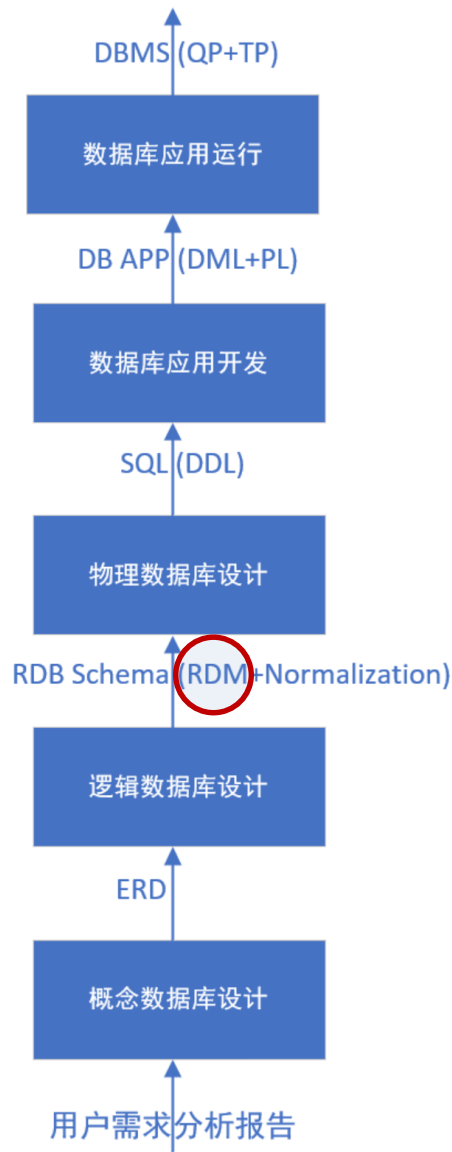 DBMS (QP+TP)
数据库应用运行
DB APP (DML+PL)
数据库应用开发
SQL (DDL)
物理数据库设计
RDB Schema (RDM+Normalization)
逻辑数据库设计
ERD
概念数据库设计
用户需求分析报告